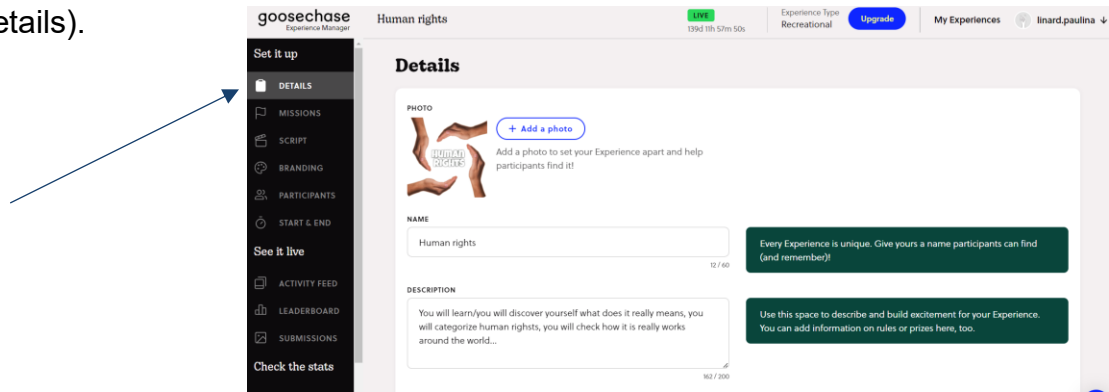 etails).
goosechase
Experience Manager
Human rights
LIVE
139d 11h 57m 50s
Experience Type
Recreational
Upgrade
My Experiences
linard.paulina
Set it up
DETAILS
MISSIONS
SCRIPT
BRANDING
PARTICIPANTS
START & END
See it live
ACTIVITY FEED
LEADERBOARD
SUBMISSIONS
Check the stats
Details
PHOTO
HUMAN
RIGHTS
+ Add a photo
Add a photo to set your Experience apart and help
participants find it!
NAME
Human rights
12 / 60
Every Experience is unique. Give yours a name participants can find
(and remember)!
DESCRIPTION
You will learn/you will discover yourself what does it really means, you
will categorize human righsts, you will check how it is really works
around the world...
162 / 200
Use this space to describe and build excitement for your Experience.
You can add information on rules or prizes here, too.